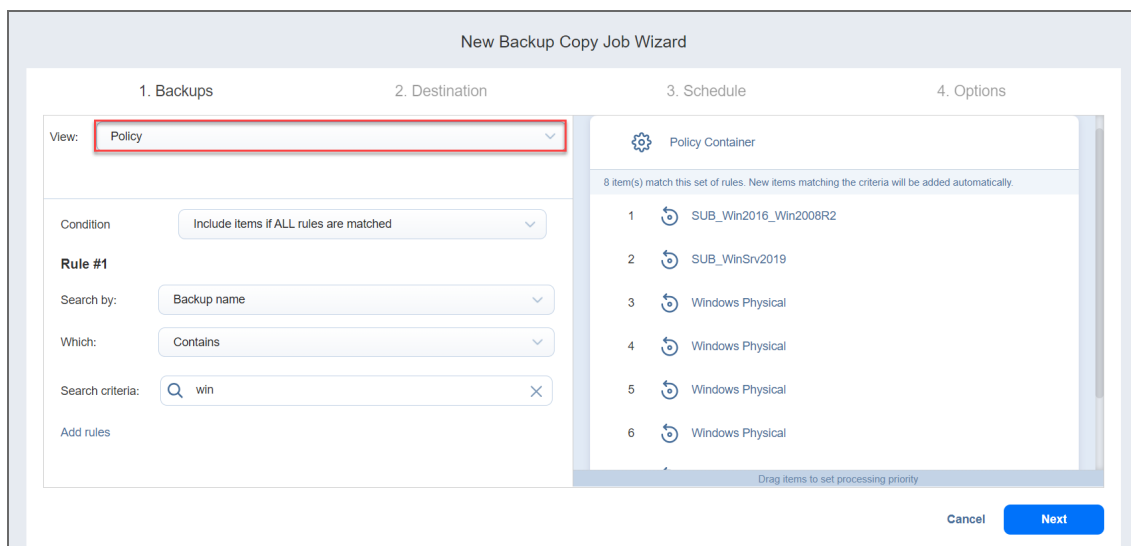 New Backup Copy Job Wizard
1. Backups 2. Destination 3. Schedule 4. Options
View: Policy
Condition Include items if ALL rules are matched
Rule #1
Search by: Backup name
Which: Contains
Search criteria: win
Add rules
Policy Container
8 item(s) match this set of rules. New items matching the criteria will be added automatically.
1 SUB_Win2016_Win2008R2
2 SUB_WinSrv2019
3 Windows Physical
4 Windows Physical
5 Windows Physical
6 Windows Physical
Drag items to set processing priority
Cancel Next